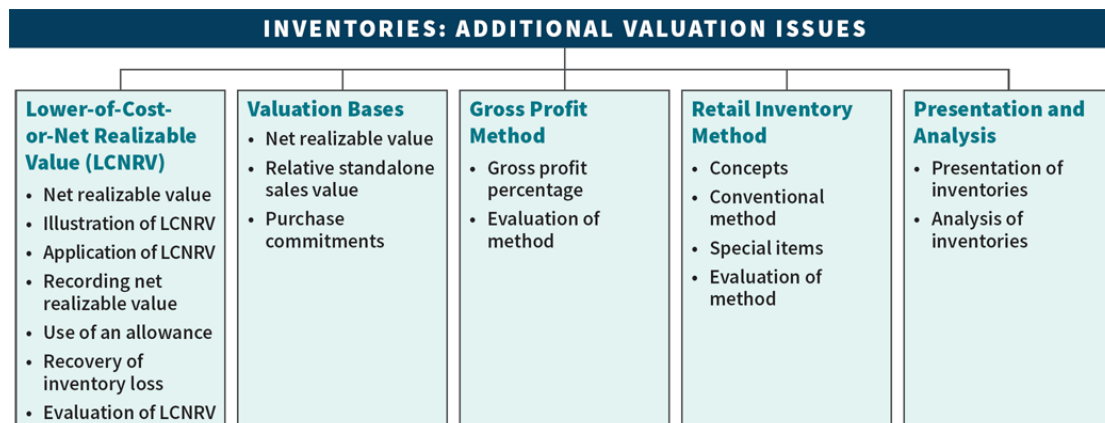 INVENTORIES: ADDITIONAL VALUATION ISSUES
Lower-of-Cost-
or-Net Realizable
Value (LCNRV)
• Net realizable value
• Illustration of LCNRV
• Application of LCNRV
• Recording net
realizable value
• Use of an allowance
• Recovery of
inventory loss
• Evaluation of LCNRV
Valuation Bases
• Net realizable value
• Relative standalone
sales value
• Purchase
commitments
Gross Profit
Method
• Gross profit
percentage
• Evaluation of
method
Retail Inventory
Method
• Concepts
• Conventional
method
• Special items
• Evaluation of
method
Presentation and
Analysis
• Presentation of
inventories
• Analysis of
inventories